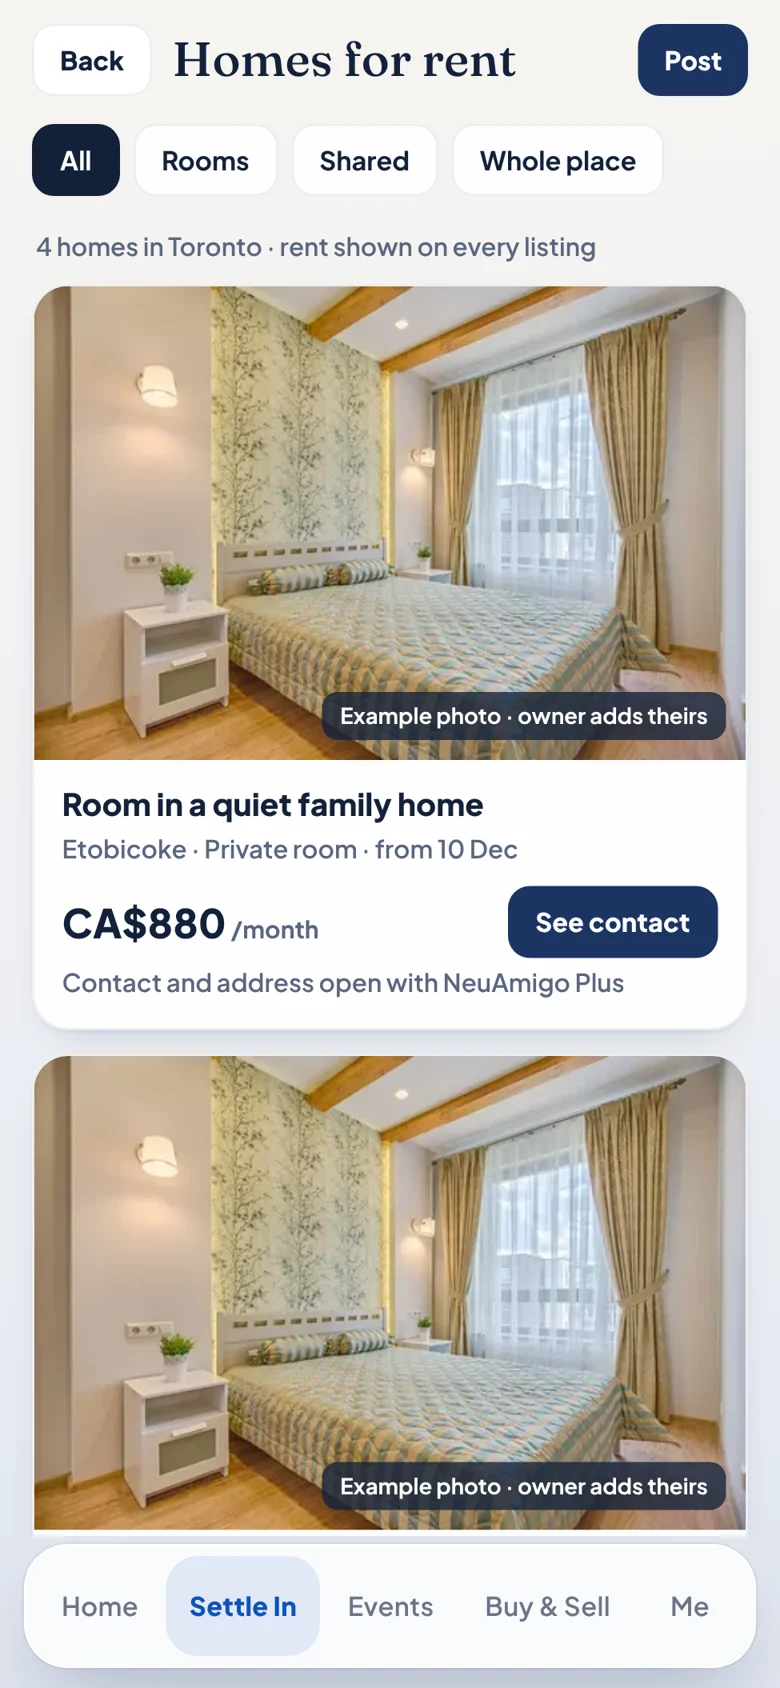 Back
Homes for rent
Post
All
Rooms
Shared
Whole place
4 homes in Toronto · rent shown on every listing
Example photo · owner adds theirs
Room in a quiet family home
Etobicoke · Private room · from 10 Dec
CA$880 /month
See contact
Contact and address open with NeuAmigo Plus
Example photo · owner adds theirs
Home
Settle In
Events
Buy & Sell
Me